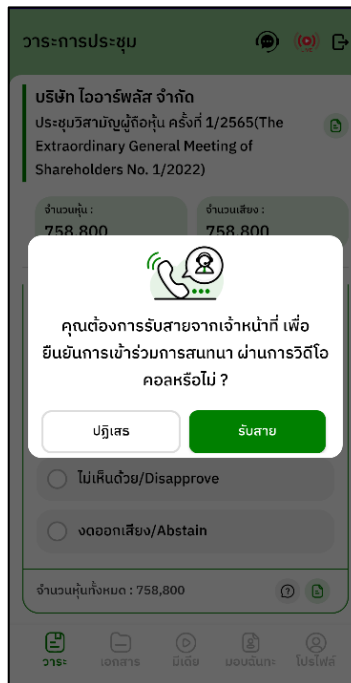 วาระการประชุม
บริษัท ไออาร์พลัส จำกัด
ประชุมวิสามัญผู้ถือหุ้น ครั้งที่ 1/2565(The
Extraordinary General Meeting of
Shareholders No. 1/2022)
จำนวนหุ้น :
จำนวนเสียง :
758,800
758,800
คุณต้องการรับสายจากเจ้าหน้าที่ เพื่อ
ยืนยันการเข้าร่วมการสนทนา ผ่านการวิดีโอ
คอลหรือไม่ ?
ปฏิเสธ
รับสาย
ไม่เห็นด้วย/Disapprove
งดออกเสียง/Abstain
จำนวนหุ้นทั้งหมด : 758,800
วาระ
เอกสาร
มีเดีย
มอบฉันทะ
โปรไฟล์